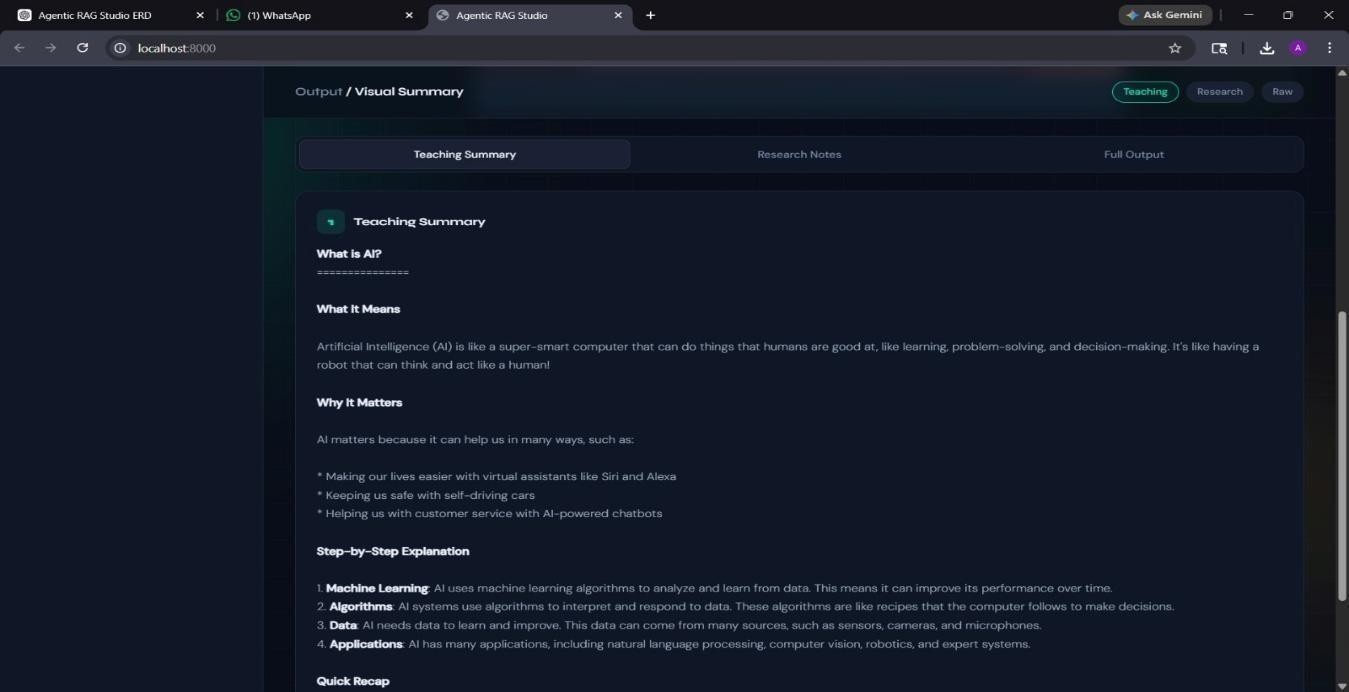 Agentic RAG Studio ERD
(1) WhatsApp
Agentic RAG Studio
Ask Gemini
localhost:8000
A
Output / Visual Summary
Teaching
Research
Raw
Teaching Summary
Research Notes
Full Output
Teaching Summary
What is AI?
===============
What It Means
Artificial Intelligence (AI) is like a super-smart computer that can do things that humans are good at, like learning, problem-solving, and decision-making. It's like having a
robot that can think and act like a human!
Why It Matters
AI matters because it can help us in many ways, such as:
* Making our lives easier with virtual assistants like Siri and Alexa
* Keeping us safe with self-driving cars
* Helping us with customer service with AI-powered chatbots
Step-by-Step Explanation
1. Machine Learning: AI uses machine learning algorithms to analyze and learn from data. This means it can improve its performance over time.
2. Algorithms: AI systems use algorithms to interpret and respond to data. These algorithms are like recipes that the computer follows to make decisions.
3. Data: AI needs data to learn and improve. This data can come from many sources, such as sensors, cameras, and microphones.
4. Applications: AI has many applications, including natural language processing, computer vision, robotics, and expert systems.
Quick Recap